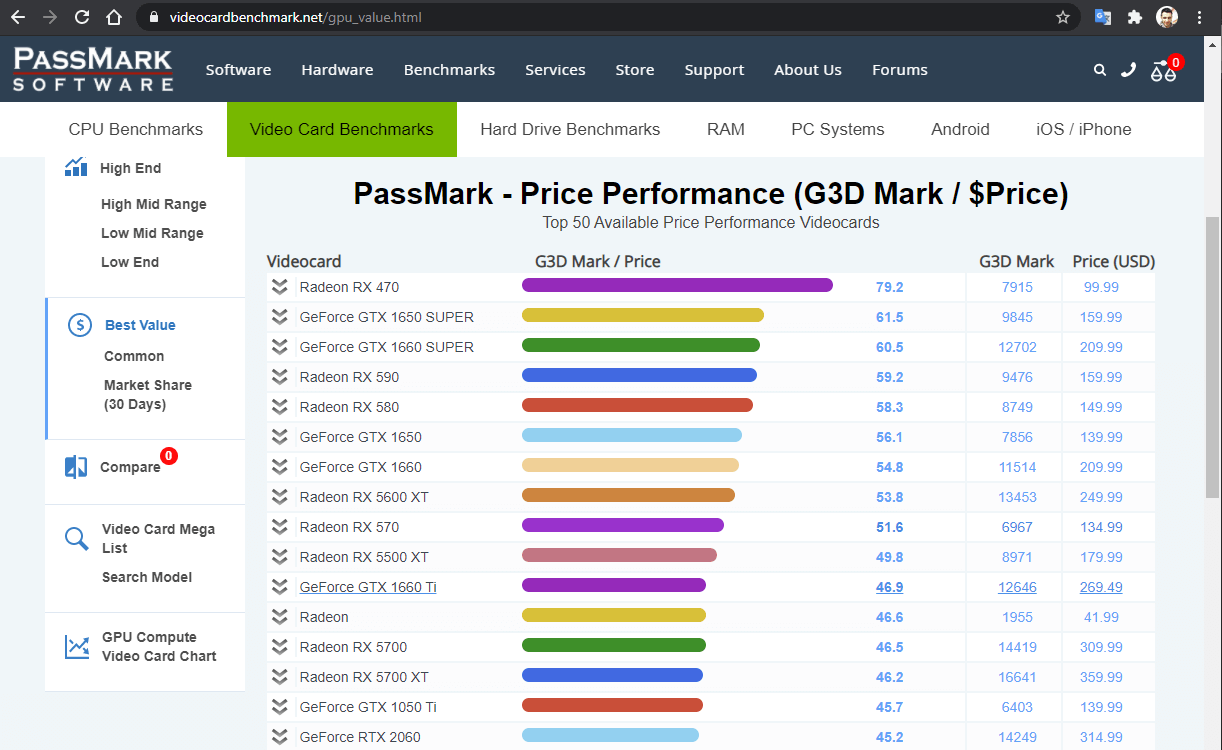 videocardbenchmark.net/gpu_value.html
PASSMARK
SOFTWARE
Software Hardware Benchmarks Services Store Support About Us Forums 0
CPU Benchmarks Video Card Benchmarks Hard Drive Benchmarks RAM PC Systems Android iOS / iPhone
High End
High Mid Range
Low Mid Range
Low End
$ Best Value
Common
Market Share
(30 Days)
Compare 0
Video Card Mega
List
Search Model
GPU Compute
Video Card Chart
PassMark - Price Performance (G3D Mark / $Price)
Top 50 Available Price Performance Videocards
Videocard G3D Mark / Price G3D Mark Price (USD)
Radeon RX 470 79.2 7915 99.99
GeForce GTX 1650 SUPER 61.5 9845 159.99
GeForce GTX 1660 SUPER 60.5 12702 209.99
Radeon RX 590 59.2 9476 159.99
Radeon RX 580 58.3 8749 149.99
GeForce GTX 1650 56.1 7856 139.99
GeForce GTX 1660 54.8 11514 209.99
Radeon RX 5600 XT 53.8 13453 249.99
Radeon RX 570 51.6 6967 134.99
Radeon RX 5500 XT 49.8 8971 179.99
GeForce GTX 1660 Ti 46.9 12646 269.49
Radeon 46.6 1955 41.99
Radeon RX 5700 46.5 14419 309.99
Radeon RX 5700 XT 46.2 16641 359.99
GeForce GTX 1050 Ti 45.7 6403 139.99
GeForce RTX 2060 45.2 14249 314.99